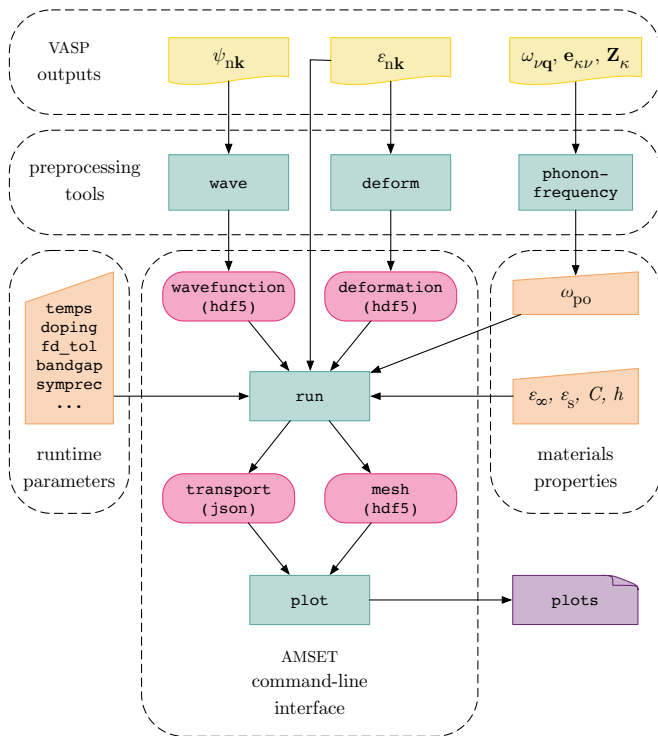 VASP
outputs
ψnk
εnk
ωνq, eκν, Zκ
preprocessing
tools
wave
deform
phonon-
frequency
wavefunction
(hdf5)
deformation
(hdf5)
ωpo
temps
doping
fd_tol
bandgap
symprec
...
run
ε∞, εs, C, h
runtime
parameters
materials
properties
transport
(json)
mesh
(hdf5)
plot
plots
AMSET
command-line
interface